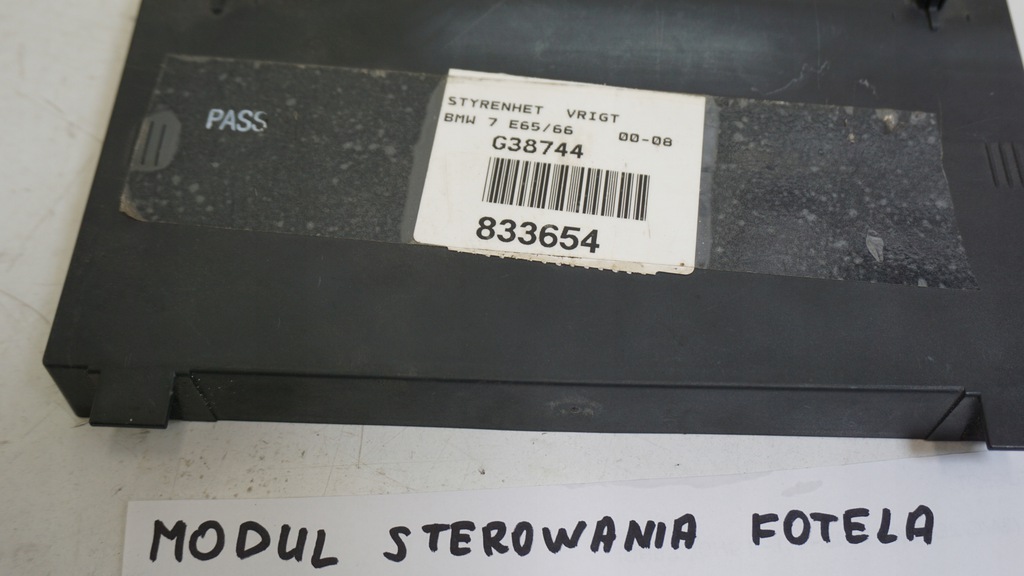 PASS
STYRENHET VRIGT
BMW 7 E65/66 00-08
G38744
833654
MODUL STEROWANIA FOTELA